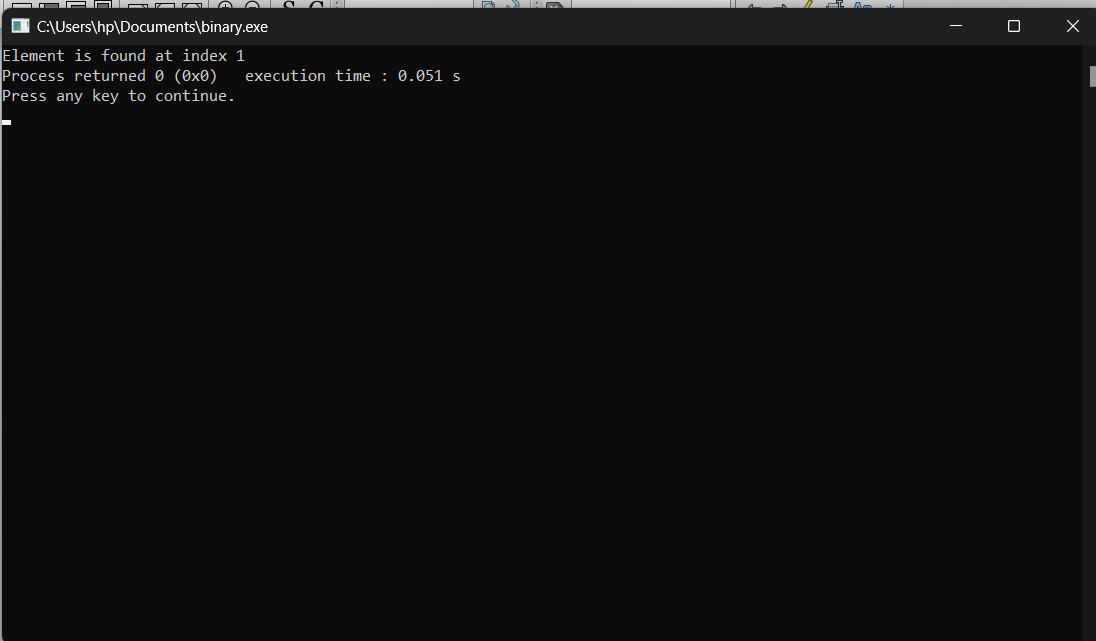 C:\Users\hp\Documents\binary.exe
Element is found at index 1
Process returned 0 (0x0)   execution time : 0.051 s
Press any key to continue.